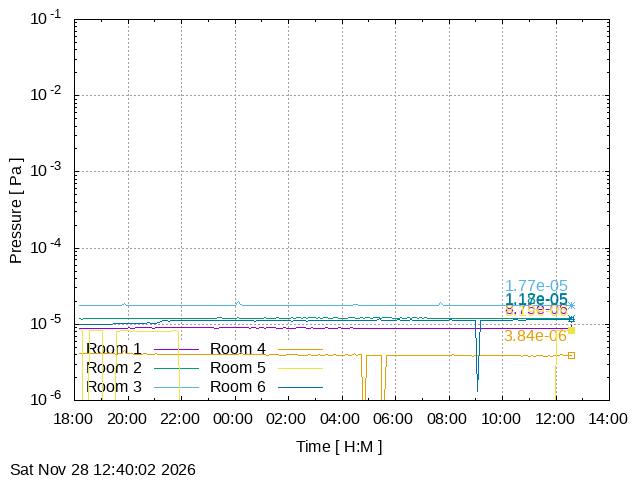 10^-1
10^-2
10^-3
10^-4
10^-5
10^-6
Pressure [ Pa ]
1.77e-05
3.84e-06
Room 1 Room 4
Room 2 Room 5
Room 3 Room 6
18:00 20:00 22:00 00:00 02:00 04:00 06:00 08:00 10:00 12:00 14:00
Time [ H:M ]
Sat Nov 28 12:40:02 2026